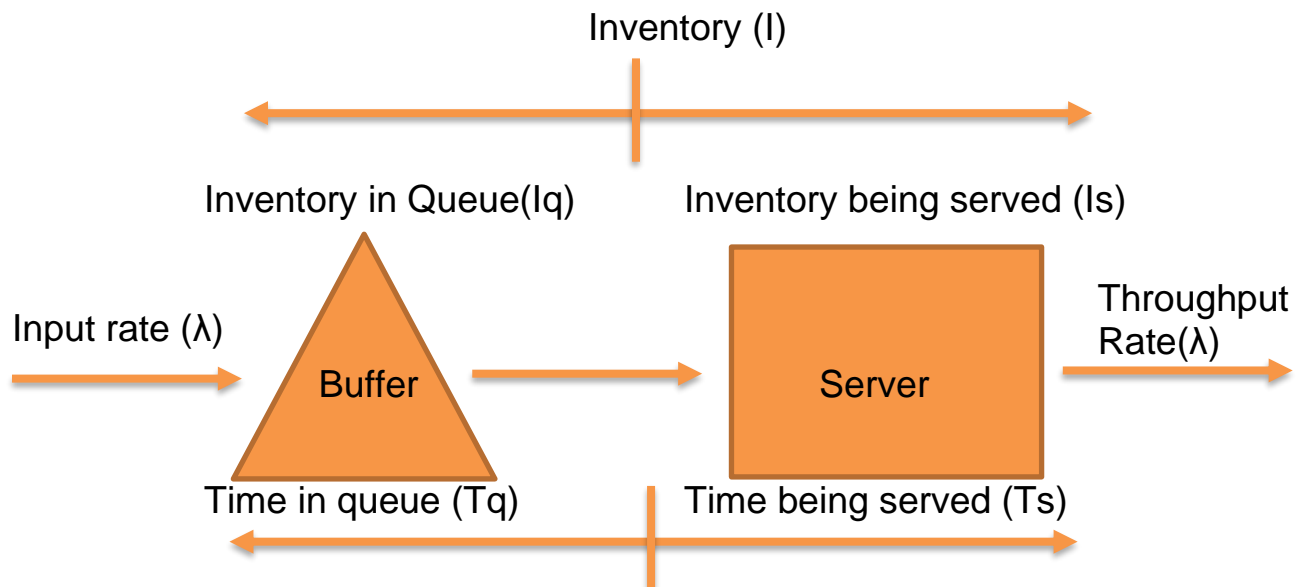 Inventory (I)
Inventory in Queue(Iq)
Inventory being served (Is)
Input rate (λ)
Buffer
Server
Throughput
Rate(λ)
Time in queue (Tq)
Time being served (Ts)